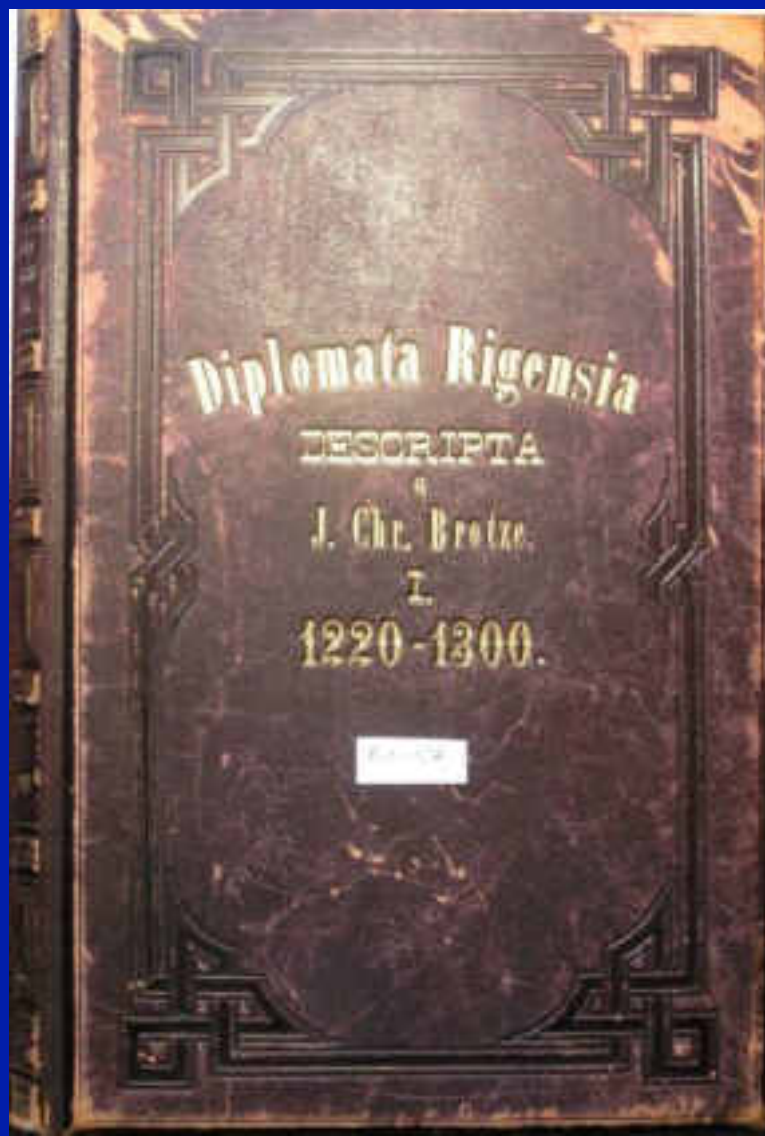 Diplomata Rigensia
DESCRIPTA
a
J. Chr. Brotze.
I.
1220-1300.